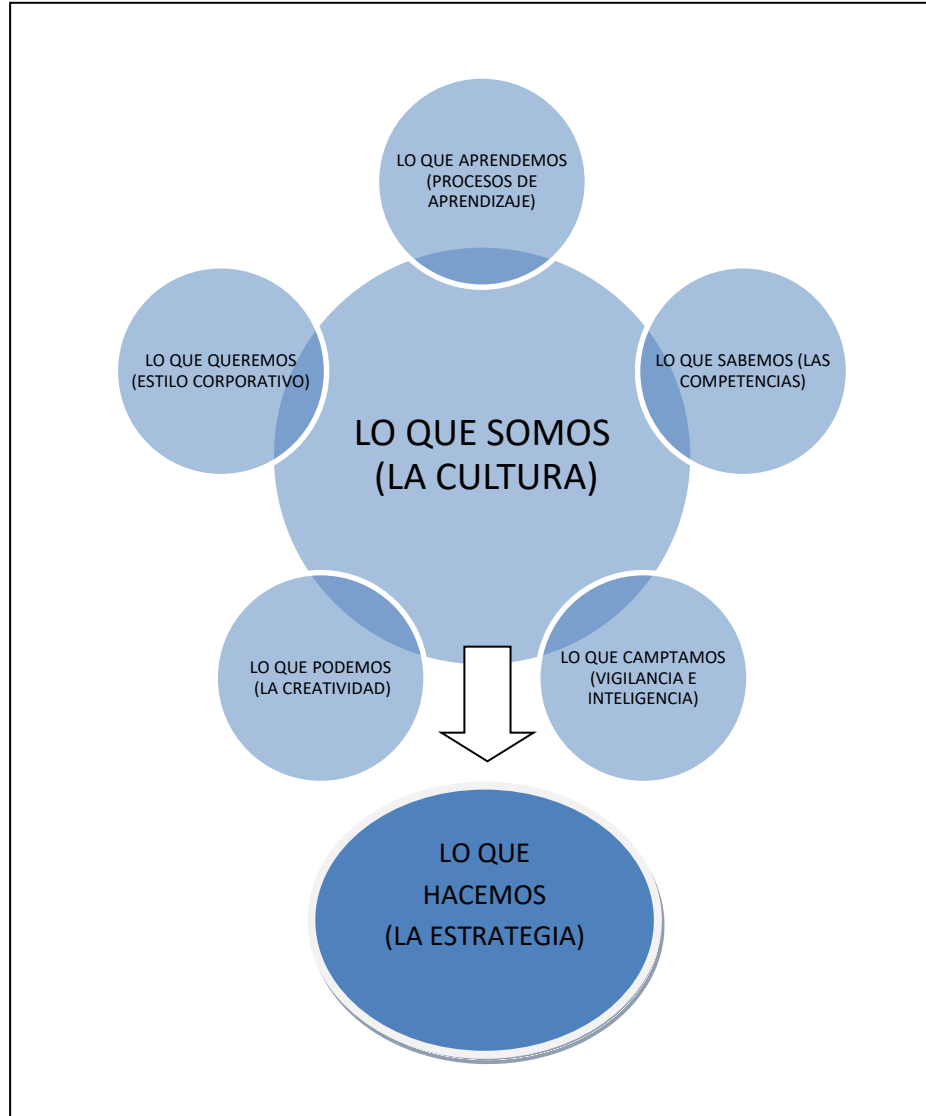 LO QUE APRENDEMOS
(PROCESOS DE
APRENDIZAJE)
LO QUE QUEREMOS
(ESTILO CORPORATIVO)
LO QUE SABEMOS (LAS
COMPETENCIAS)
LO QUE SOMOS
(LA CULTURA)
LO QUE PODEMOS
(LA CREATIVIDAD)
LO QUE CAMPTAMOS
(VIGILANCIA E
INTELIGENCIA)
LO QUE
HACEMOS
(LA ESTRATEGIA)